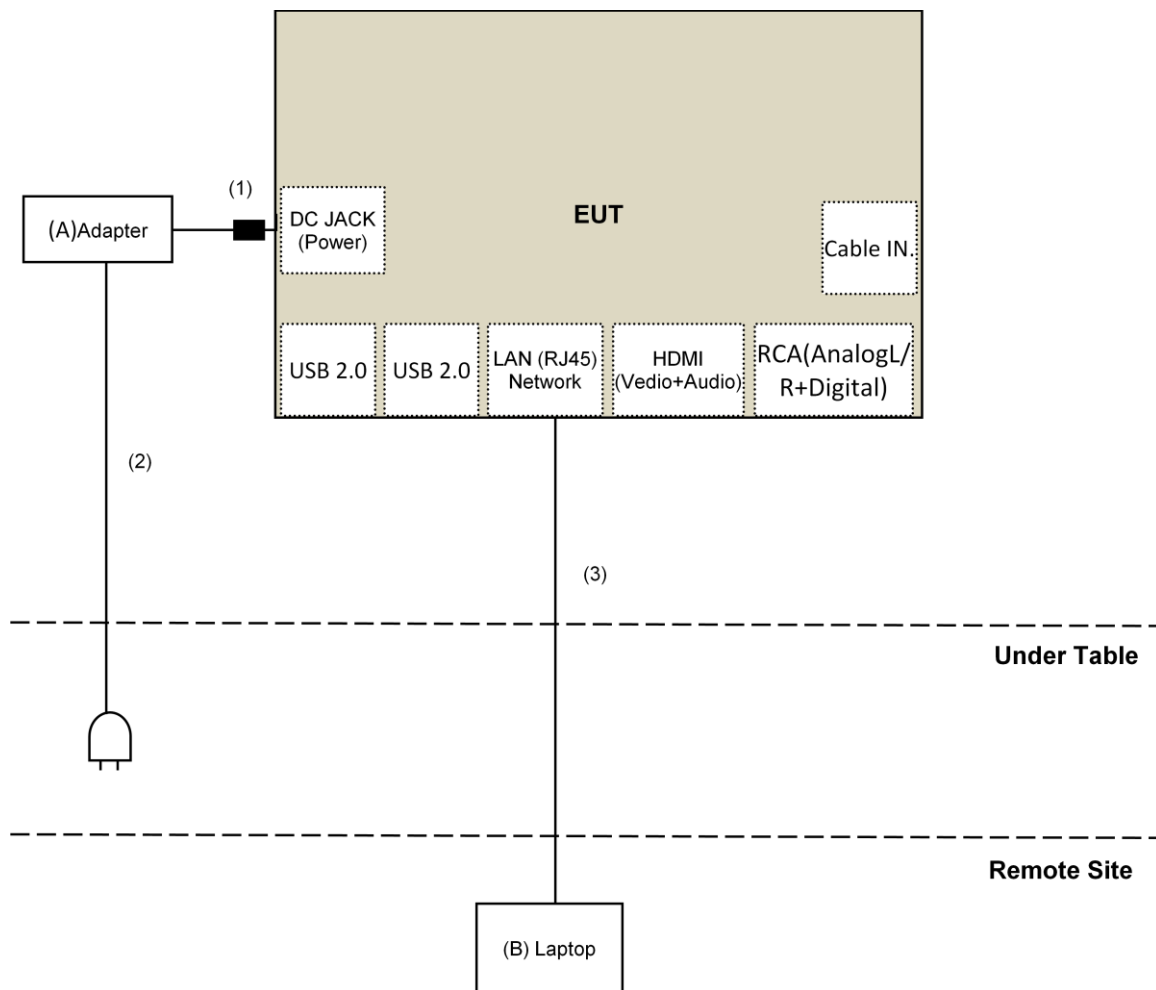 EUT
(1)
(A)Adapter
DC JACK
(Power)
Cable IN.
USB 2.0
USB 2.0
LAN (RJ45)
Network
HDMI
(Vedio+Audio)
RCA(AnalogL/
R+Digital)
(2)
(3)
Under Table
Remote Site
(B) Laptop